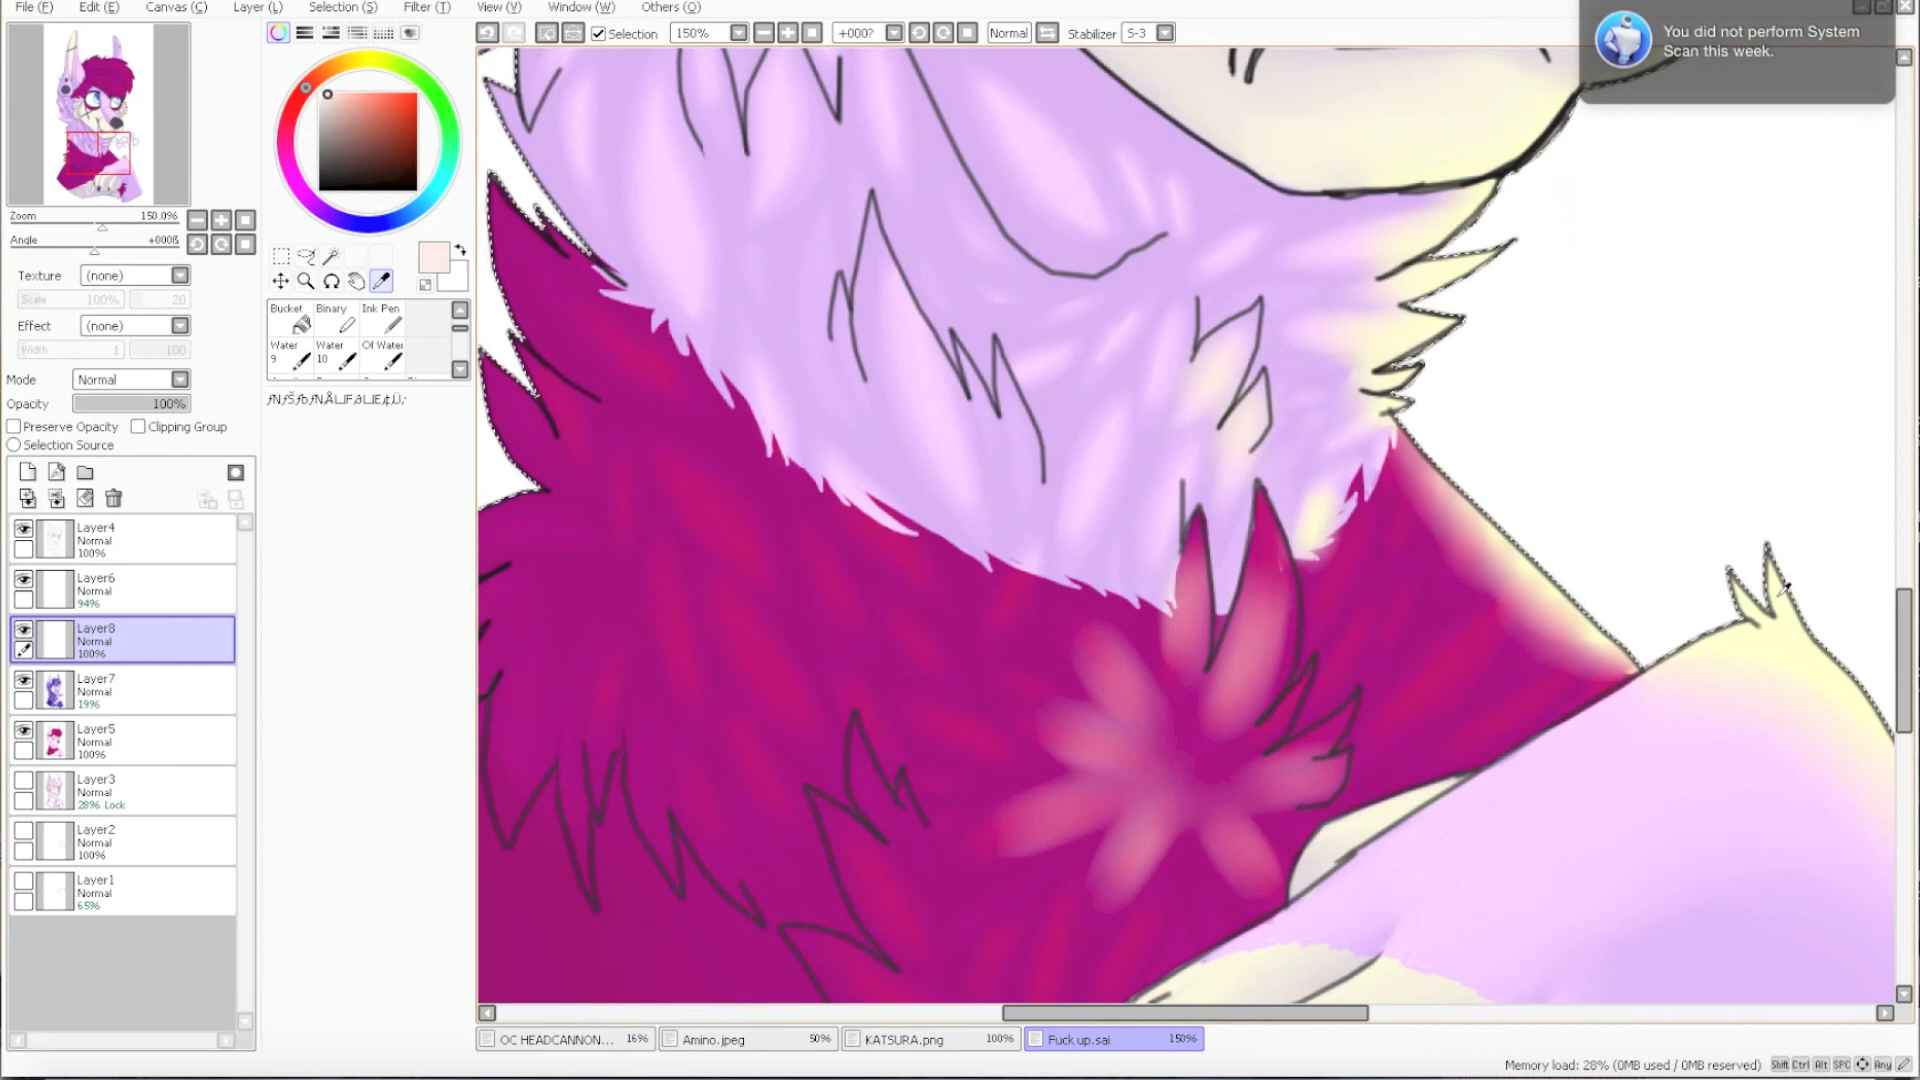 File (F) Edit (E) Canvas (C) Layer (L) Selection (S) Filter (T) View (V) Window (W) Others (O)
You did not perform System
Scan this week.
Selection 150% +000? Normal Stabilizer S-3
Zoom 150.0%
Angle +000ß
Texture (none)
Scale 100% 20
Effect (none)
Width 1 100
Mode Normal
Opacity 100%
Preserve Opacity Clipping Group
Selection Source
Bucket Binary Ink Pen
Water 9 Water 10 Ol Water
Layer4
Normal
100%
Layer6
Normal
94%
Layer8
Normal
100%
Layer7
Normal
19%
Layer5
Normal
100%
Layer3
Normal
28% Lock
Layer2
Normal
100%
Layer1
Normal
65%
OC HEADCANNON... 16% Amino.jpeg 50% KATSURA.png 100% Fuck up.sai 150%
Memory load: 28% (0MB used / 0MB reserved) Shift Ctrl Alt SPC Any